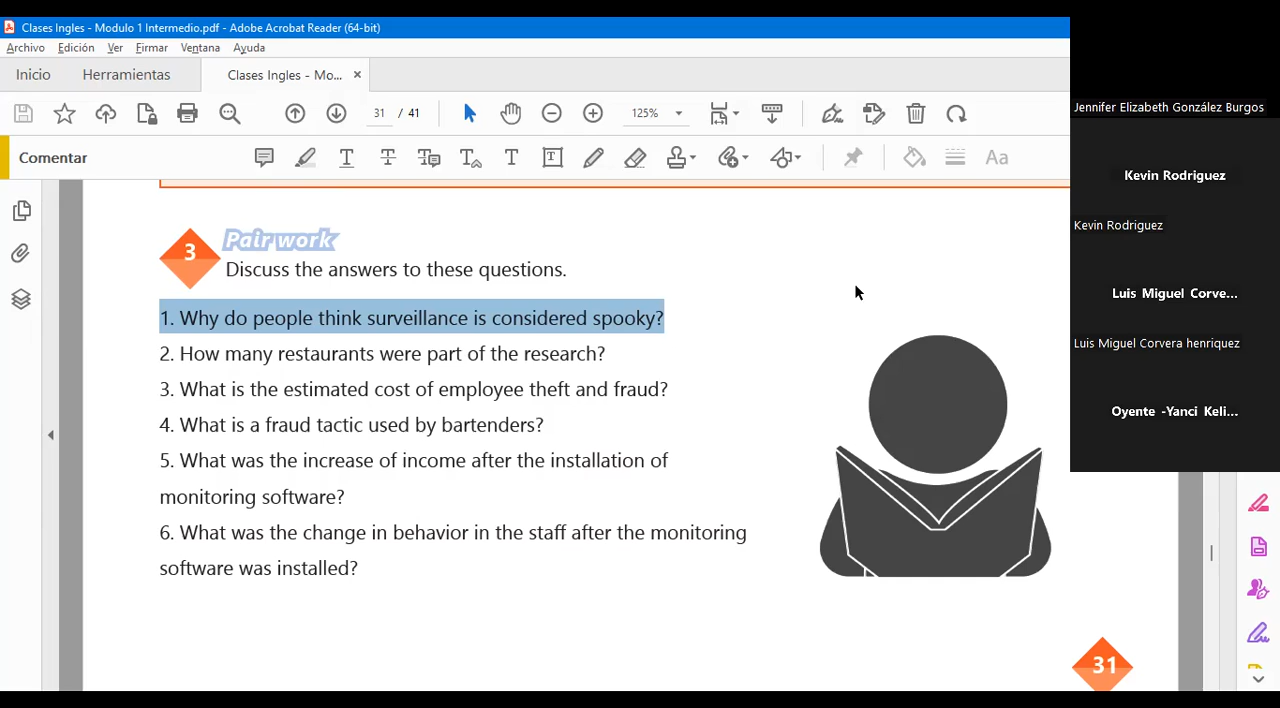 Clases Ingles - Modulo 1 Intermedio.pdf - Adobe Acrobat Reader (64-bit)
Archivo Edición Ver Firmar Ventana Ayuda
Inicio Herramientas Clases Ingles - Mo... ×
31 / 41 125%
Comentar
Aa
3
Pair work
Discuss the answers to these questions.
1. Why do people think surveillance is considered spooky?
2. How many restaurants were part of the research?
3. What is the estimated cost of employee theft and fraud?
4. What is a fraud tactic used by bartenders?
5. What was the increase of income after the installation of
monitoring software?
6. What was the change in behavior in the staff after the monitoring
software was installed?
31
Jennifer Elizabeth González Burgos
Kevin Rodriguez
Kevin Rodriguez
Luis Miguel Corve...
Luis Miguel Corvera henriquez
Oyente -Yanci Keli...